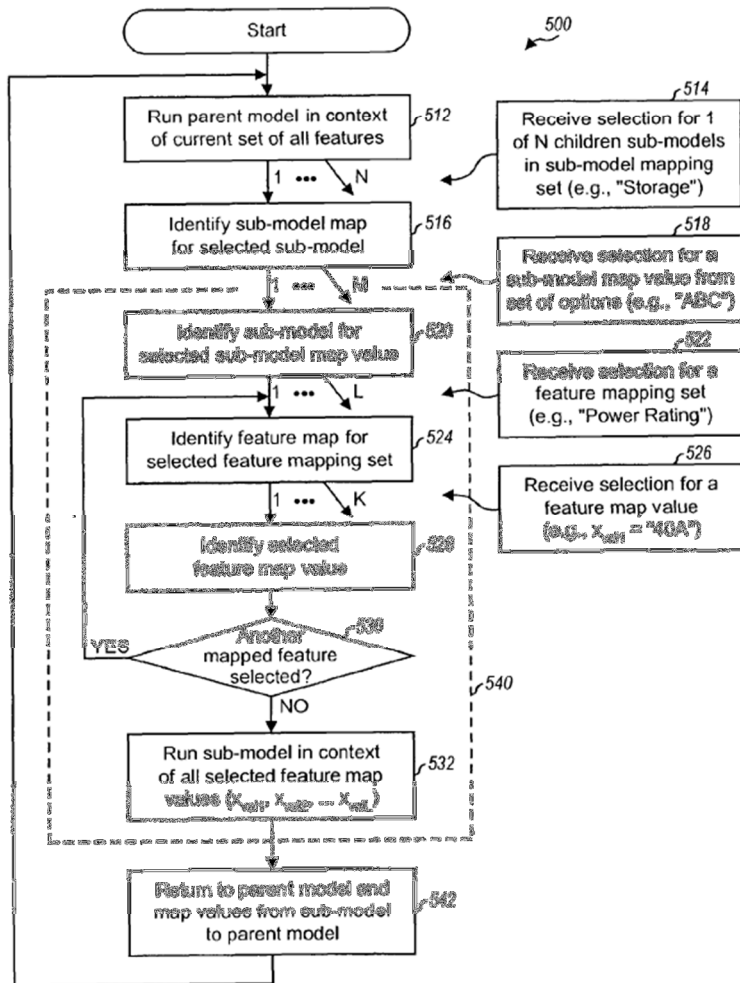 Start
500
Run parent model in context
of current set of all features
512
514
Receive selection for 1
of N children sub-models
in sub-model mapping
set (e.g., "Storage")
1 ••• N
Identify sub-model map
for selected sub-model
516
518
Receive selection for a
sub-model map value from
set of options (e.g., "ABC")
1 ••• M
Identify sub-model for
selected sub-model map value
520
522
Receive selection for a
feature mapping set
(e.g., "Power Rating")
1 ••• L
Identify feature map for
selected feature mapping set
524
526
Receive selection for a
feature map value
(e.g., Xval1 = "40A")
1 ••• K
Identify selected
feature map value
528
530
Another
mapped feature
selected?
YES
540
NO
Run sub-model in context
of all selected feature map
values (Xval1, Xval2, ... XvalL)
532
Return to parent model and
map values from sub-model
to parent model
542